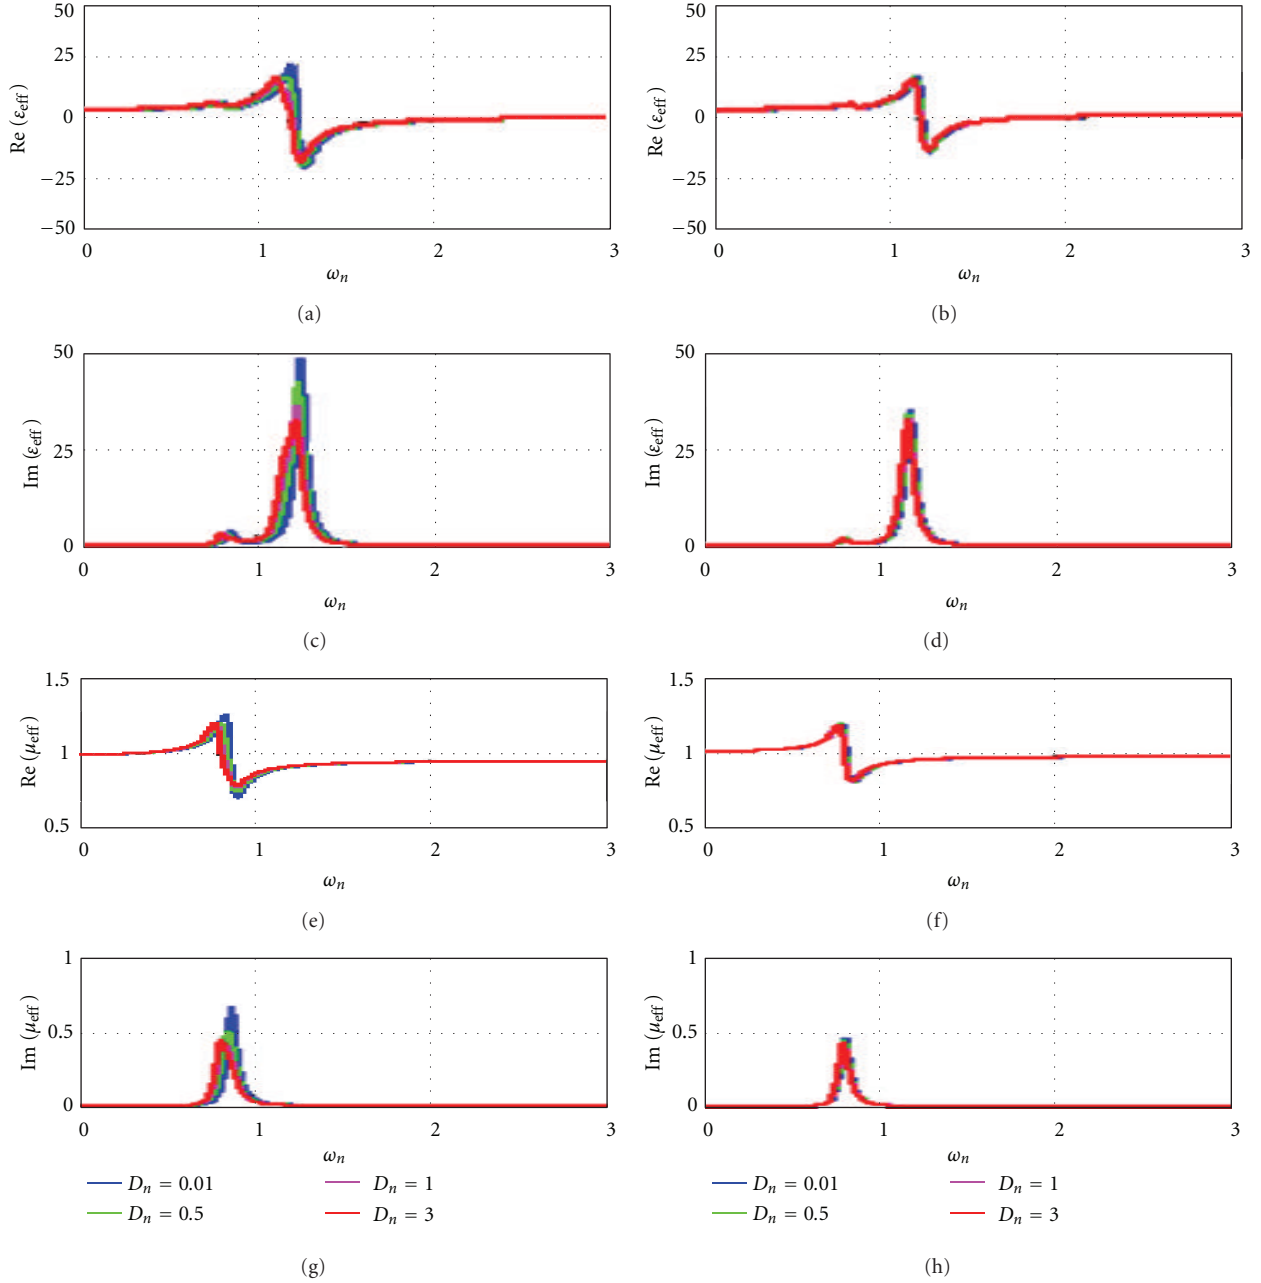 50
25
0
−25
−50
Re (εeff)
0 1 2 3
ωn
(a)
50
25
0
−25
−50
Re (εeff)
0 1 2 3
ωn
(b)
50
25
0
Im (εeff)
0 1 2 3
ωn
(c)
50
25
0
Im (εeff)
0 1 2 3
ωn
(d)
1.5
1
0.5
Re (μeff)
0 1 2 3
ωn
(e)
1.5
1
0.5
Re (μeff)
0 1 2 3
ωn
(f)
1
0.5
0
Im (μeff)
0 1 2 3
ωn
Dn = 0.01 Dn = 1
Dn = 0.5 Dn = 3
(g)
1
0.5
0
Im (μeff)
0 1 2 3
ωn
Dn = 0.01 Dn = 1
Dn = 0.5 Dn = 3
(h)